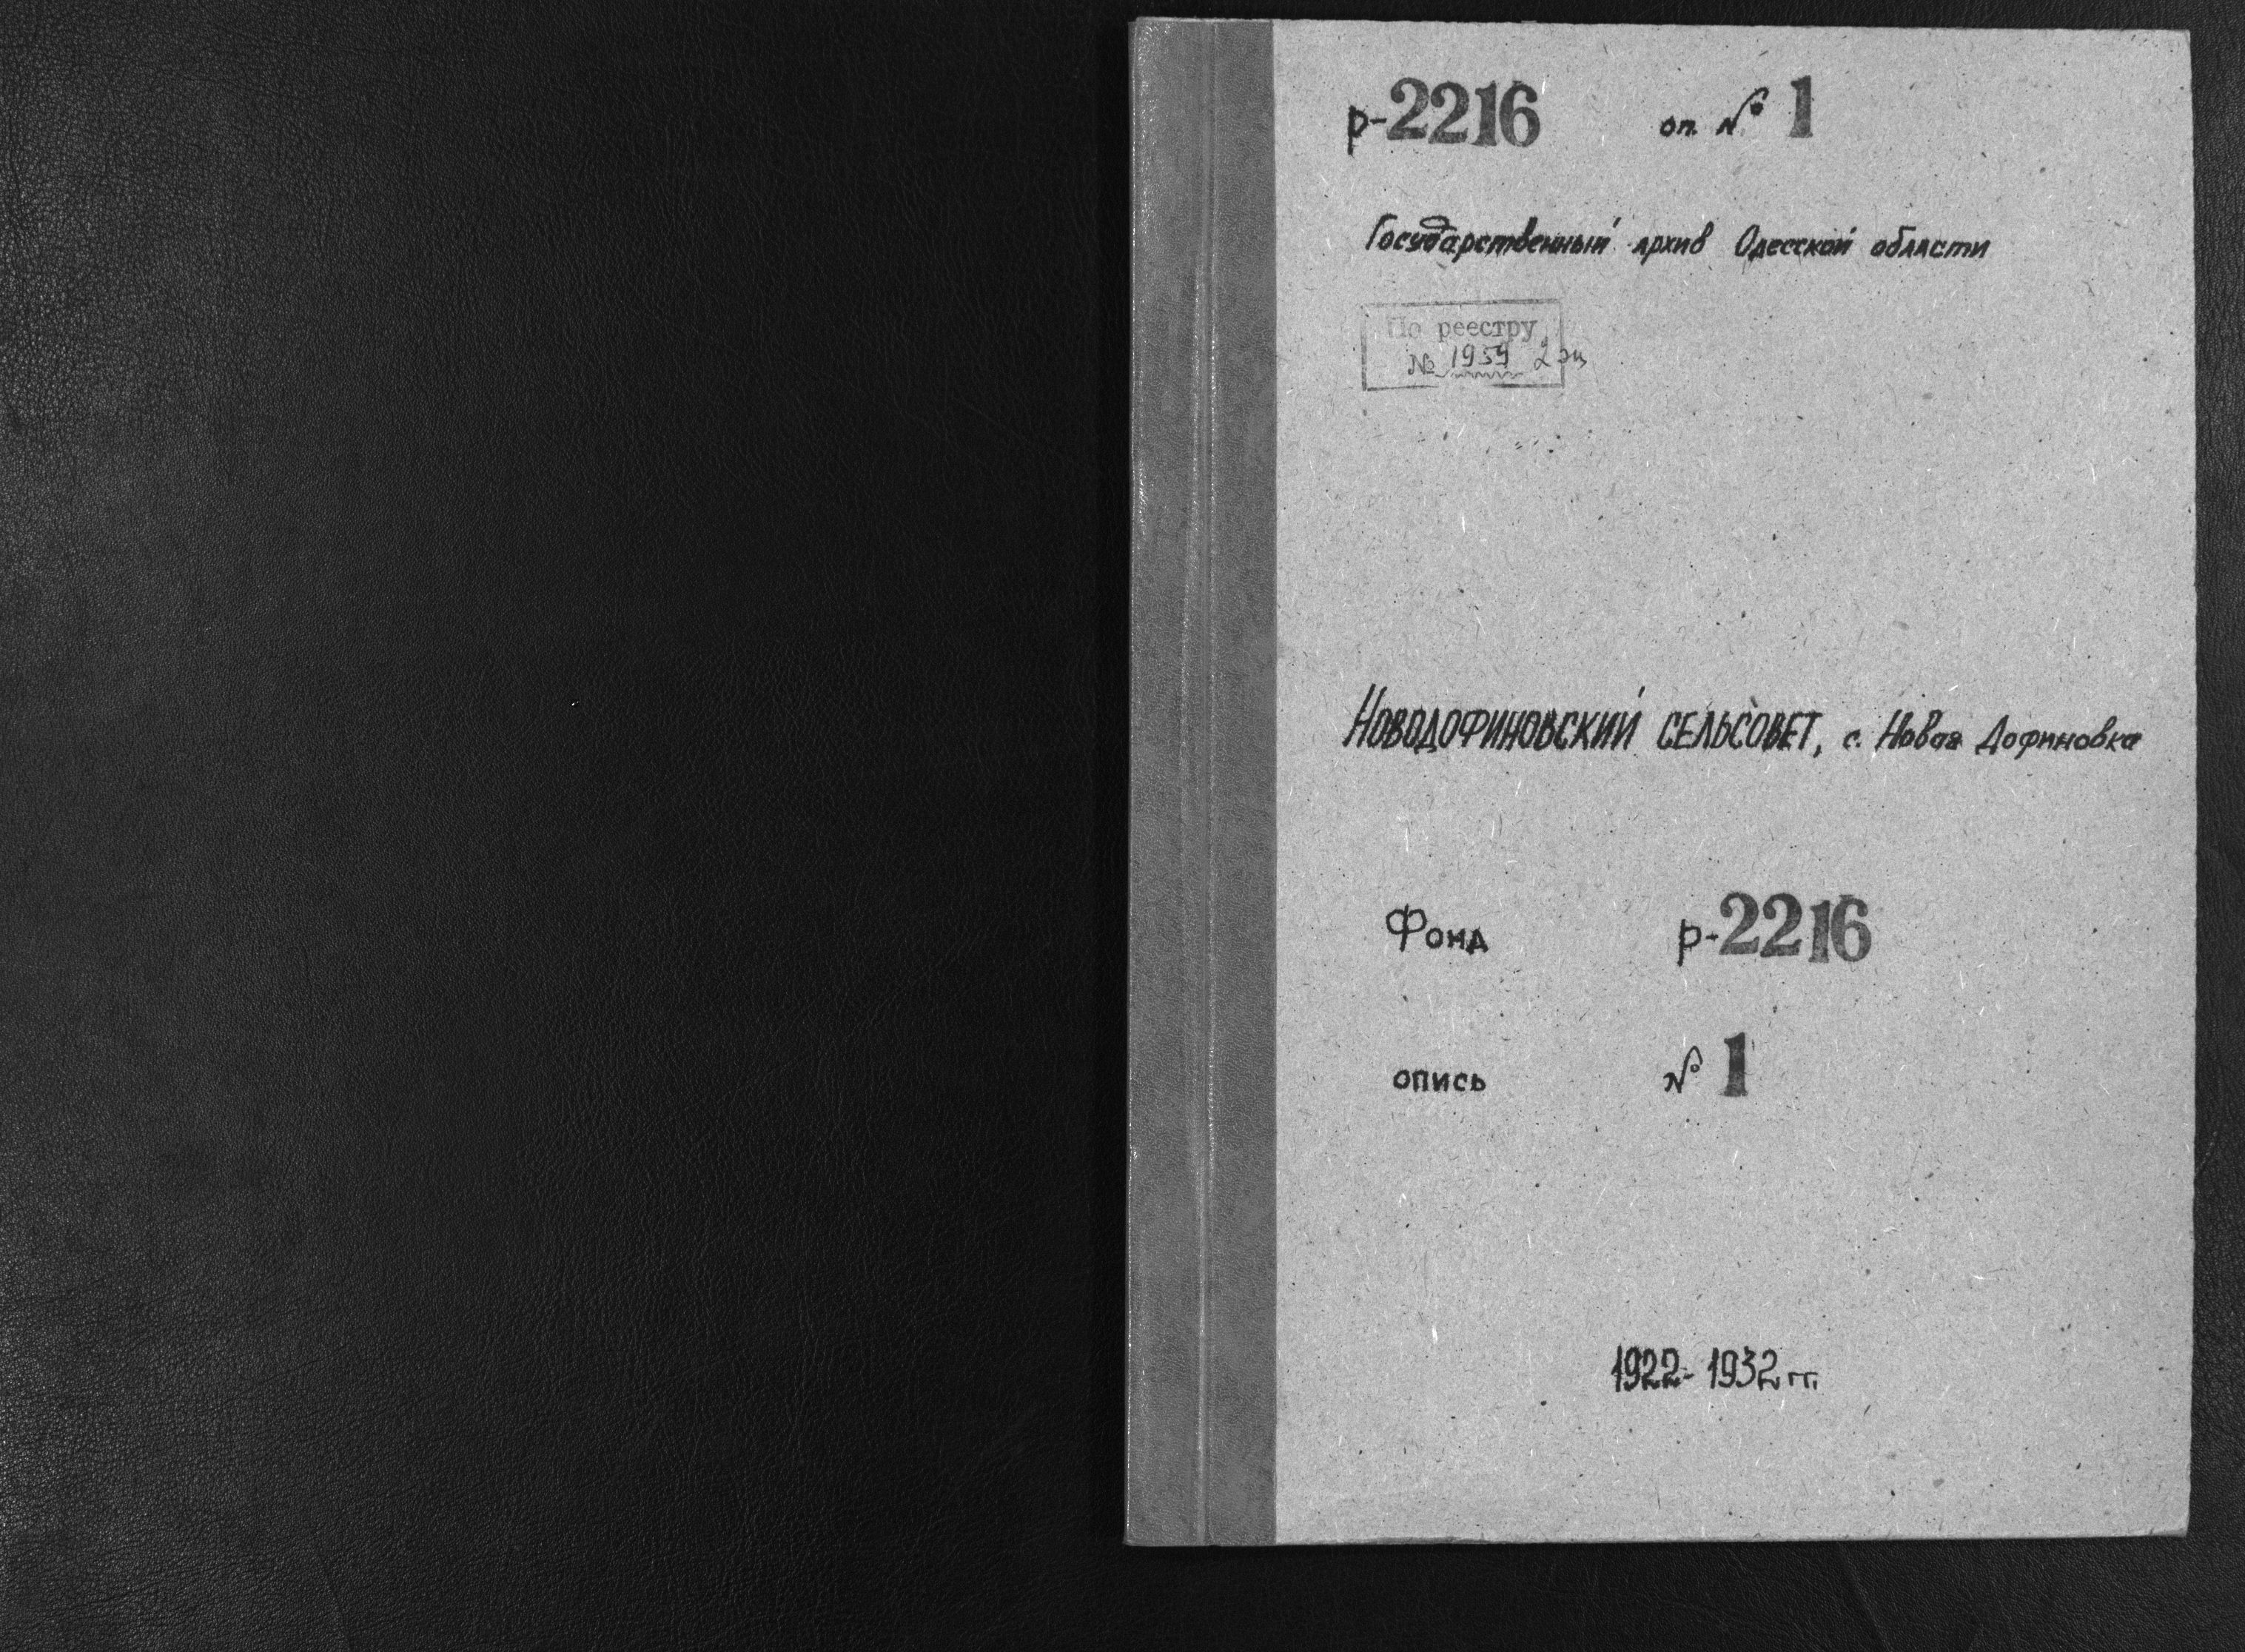 р-2216 оп. № 1
Государственный архив Одесской области
По реестру
№ 1959 2 эц
НОВОДОФИНОВСКИЙ СЕЛЬСОВЕТ, с. Новая Дофиновка
Фонд р-2216
опись № 1
1922-1932 гг.